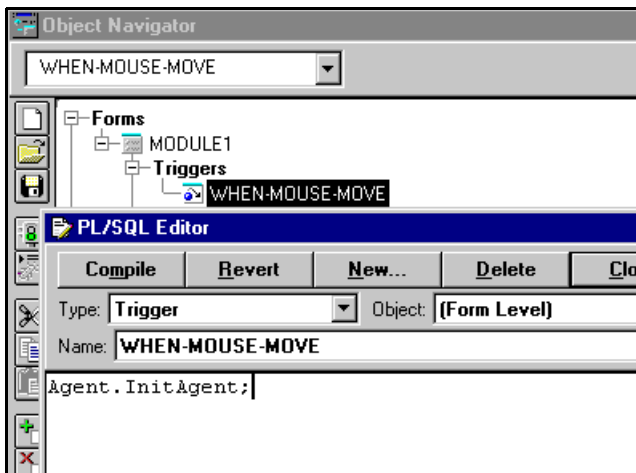 Object Navigator
WHEN-MOUSE-MOVE
Forms
MODULE1
Triggers
WHEN-MOUSE-MOVE
PL/SQL Editor
Compile Revert New... Delete Clo
Type: Trigger Object: (Form Level)
Name: WHEN-MOUSE-MOVE
Agent.InitAgent;